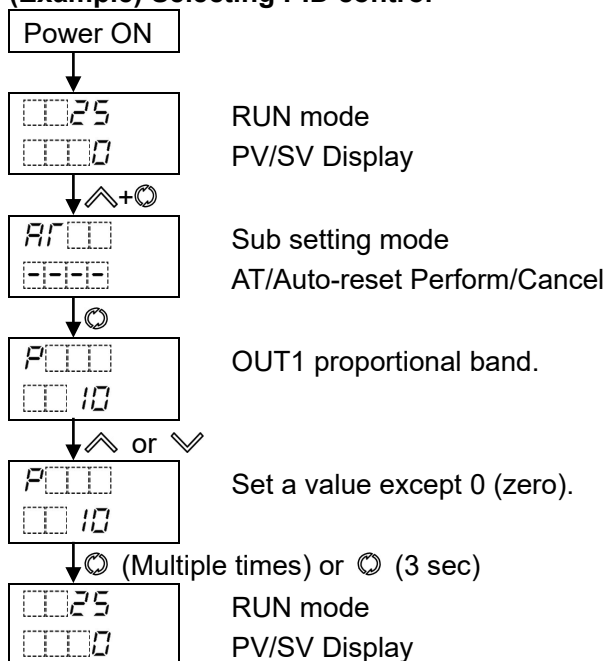 (Example) Selecting PID control
Power ON
25 RUN mode
0 PV/SV Display
+
AT Sub setting mode
---- AT/Auto-reset Perform/Cancel
P OUT1 proportional band.
10
or
P Set a value except 0 (zero).
10
(Multiple times) or (3 sec)
25 RUN mode
0 PV/SV Display